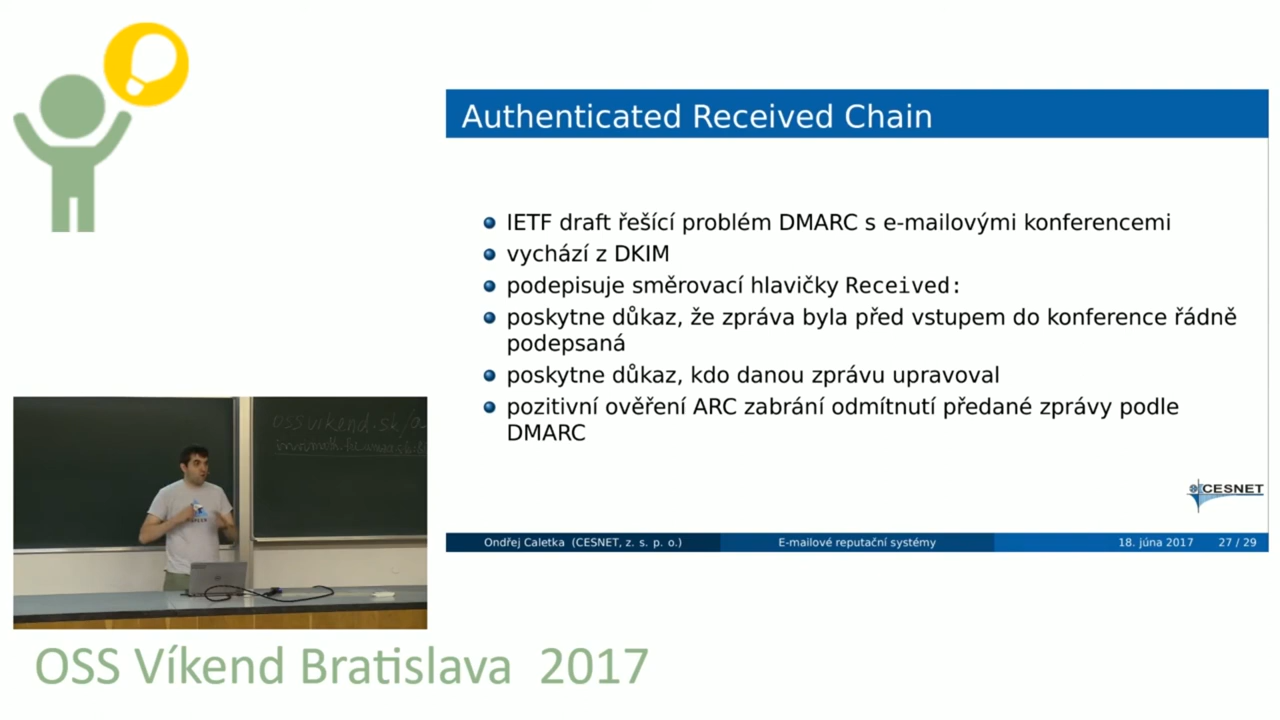 Authenticated Received Chain
IETF draft řešící problém DMARC s e-mailovými konferencemi
vychází z DKIM
podepisuje směrovací hlavičky Received:
poskytne důkaz, že zpráva byla před vstupem do konference řádně
podepsaná
poskytne důkaz, kdo danou zprávu upravoval
pozitivní ověření ARC zabrání odmítnutí předané zprávy podle
DMARC
CESNET
Ondřej Caletka (CESNET, z. s. p. o.)
E-mailové reputační systémy
18. júna 2017
27 / 29
ossvikend.sk/
OSS Víkend Bratislava 2017